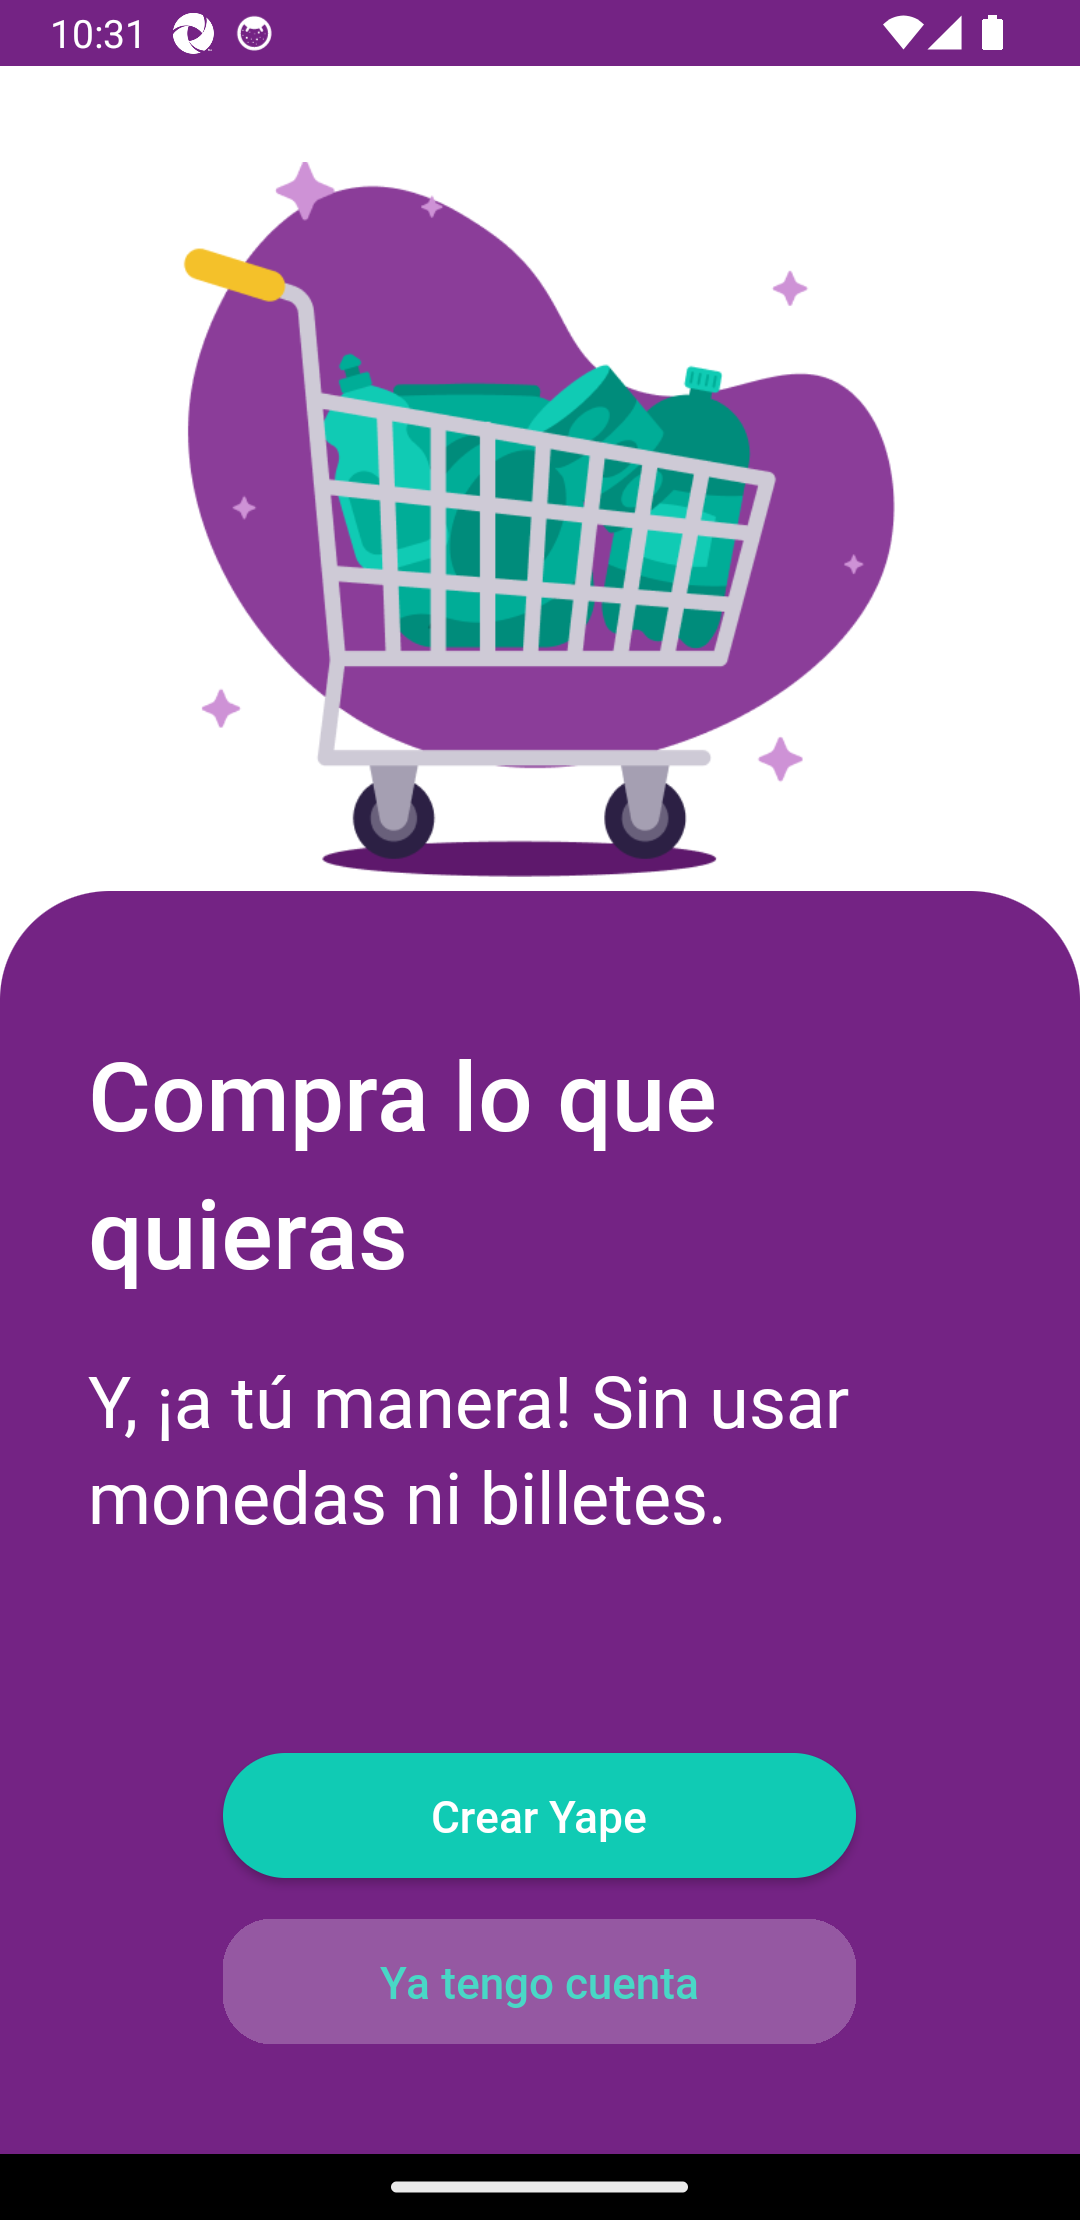 10:31
Compra lo que
quieras
Y, ¡a tú manera! Sin usar
monedas ni billetes.
Crear Yape
Ya tengo cuenta